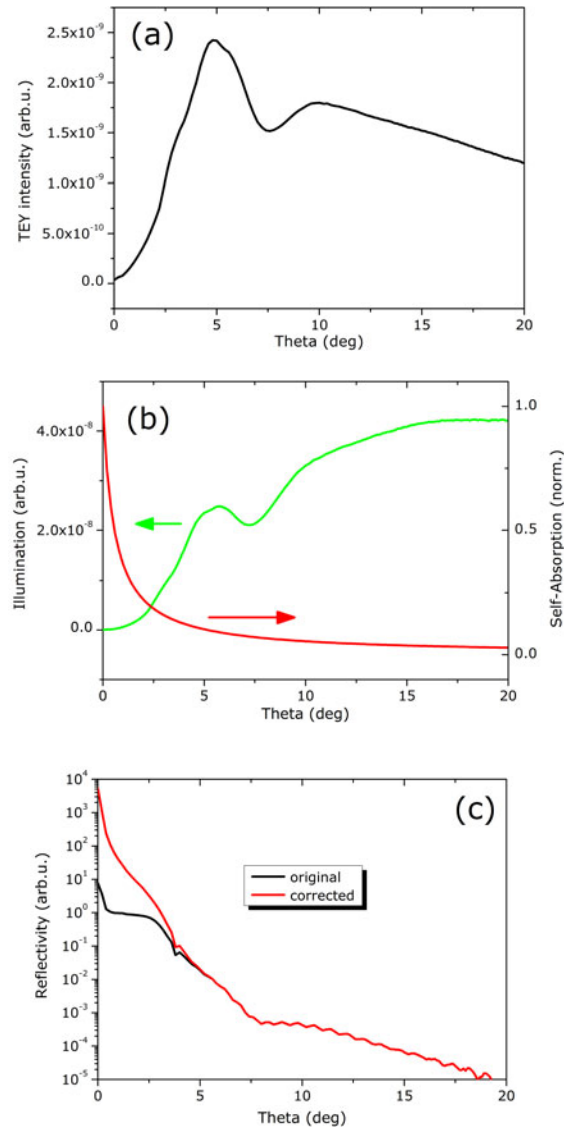 (a)
TEY intensity (arb.u.)
2.5x10⁻⁹
2.0x10⁻⁹
1.5x10⁻⁹
1.0x10⁻⁹
5.0x10⁻¹⁰
0.0
0 5 10 15 20
Theta (deg)
(b)
Illumination (arb.u.)
4.0x10⁻⁸
2.0x10⁻⁸
0.0
Self-Absorption (norm.)
1.0
0.5
0.0
0 5 10 15 20
Theta (deg)
(c)
Reflectivity (arb.u.)
10⁴
10³
10²
10¹
10⁰
10⁻¹
10⁻²
10⁻³
10⁻⁴
10⁻⁵
original
corrected
0 5 10 15 20
Theta (deg)